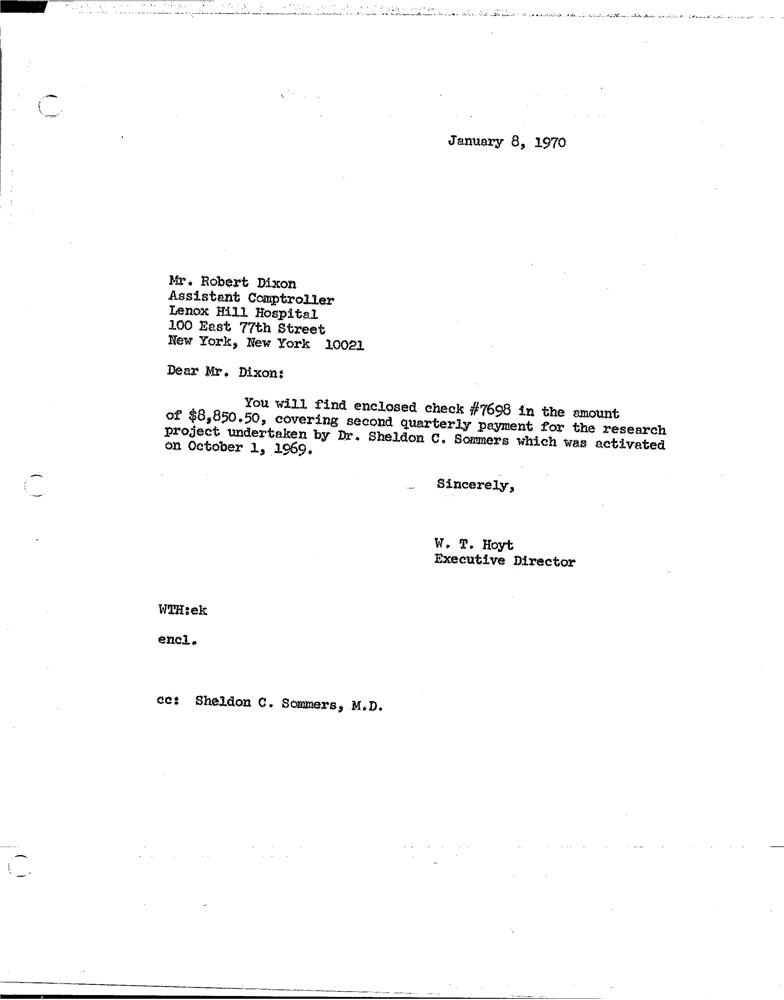 January 8, 1970
Mr. Robert Dixon
Assistant Comptroller
Lenox Hill Hospital
100 East 77th Street
New York, New York 10021
Dear Mr. Dixon:
You will find enclosed check #7698 in the amount
of $8,850.50, covering second quarterly payment for the research
project undertaken by Dr. Sheldon C. Sommers which was activated
on October 1, 1969.
Sincerely,
W. T. Hoyt
Executive Director
WTH:ek
encl.
cc: Sheldon C. Sommers, M.D.